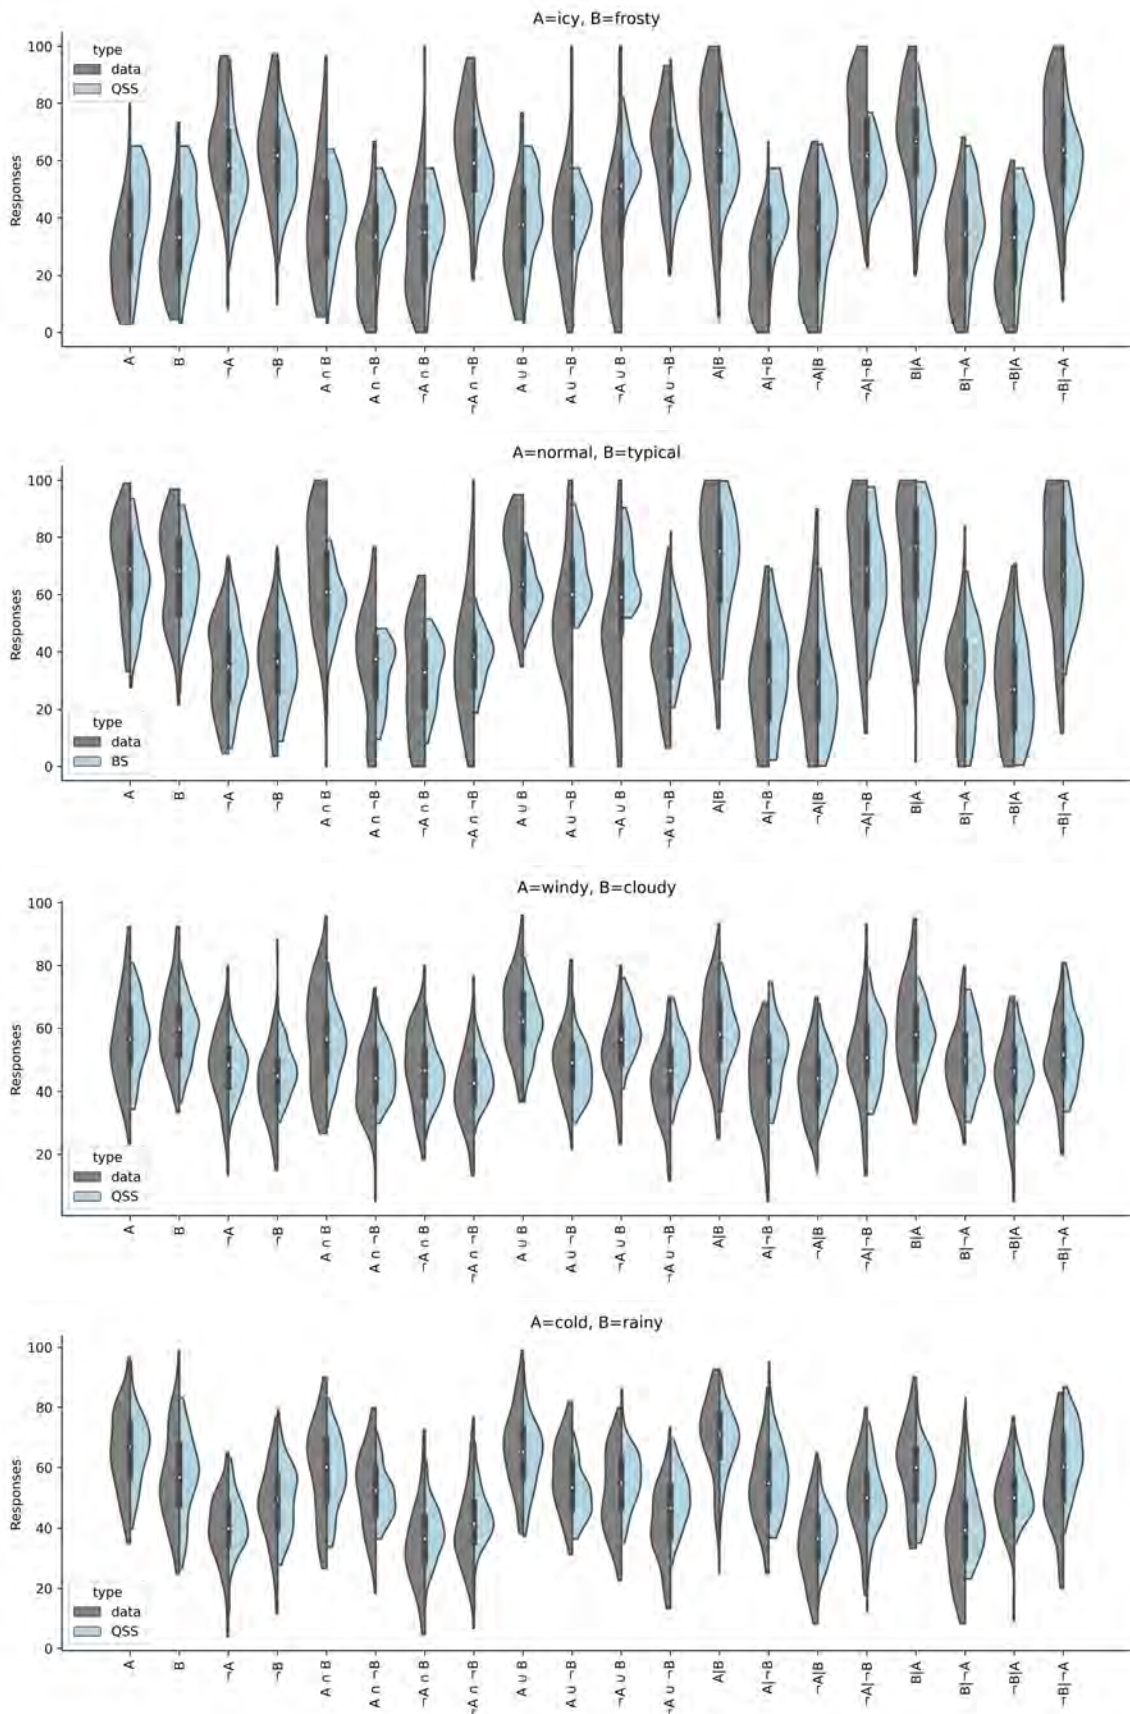 A=icy, B=frosty
100
80
60
40
20
0
Responses
type
data
QSS
A
B
¬A
¬B
A ∩ B
A ∩ ¬B
¬A ∩ B
¬A ∩ ¬B
A ∪ B
A ∪ ¬B
¬A ∪ B
¬A ∪ ¬B
A|B
A|¬B
¬A|B
¬A|¬B
B|A
B|¬A
¬B|A
¬B|¬A
A=normal, B=typical
100
80
60
40
20
0
Responses
type
data
BS
A
B
¬A
¬B
A ∩ B
A ∩ ¬B
¬A ∩ B
¬A ∩ ¬B
A ∪ B
A ∪ ¬B
¬A ∪ B
¬A ∪ ¬B
A|B
A|¬B
¬A|B
¬A|¬B
B|A
B|¬A
¬B|A
¬B|¬A
A=windy, B=cloudy
100
80
60
40
20
Responses
type
data
QSS
A
B
¬A
¬B
A ∩ B
A ∩ ¬B
¬A ∩ B
¬A ∩ ¬B
A ∪ B
A ∪ ¬B
¬A ∪ B
¬A ∪ ¬B
A|B
A|¬B
¬A|B
¬A|¬B
B|A
B|¬A
¬B|A
¬B|¬A
A=cold, B=rainy
100
80
60
40
20
0
Responses
type
data
QSS
A
B
¬A
¬B
A ∩ B
A ∩ ¬B
¬A ∩ B
¬A ∩ ¬B
A ∪ B
A ∪ ¬B
¬A ∪ B
¬A ∪ ¬B
A|B
A|¬B
¬A|B
¬A|¬B
B|A
B|¬A
¬B|A
¬B|¬A